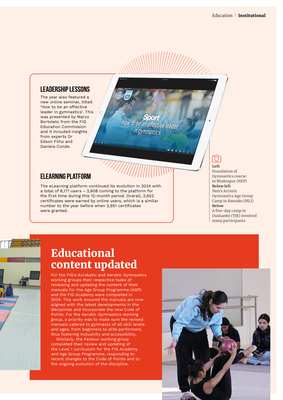 Education | Institutional
LEADERSHIP LESSONS
The year also featured a
new online seminar, titled
'How to be an effective
leader in gymnastics'. This
was presented by Marco
Bortoleto from the FIG
Education Commission
and it included insights
from experts Dr
Edson Filho and
Daniela Conde.
Sport
How to be an effective leader
in gymnastics
ELEARNING PLATFORM
The eLearning platform continued its evolution in 2024 with
a total of 6,711 users – 2,608 coming to the platform for
the first time during this 12-month period. Overall, 2,852
certificates were earned by online users, which is a similar
number to the year before when 2,951 certificates
were granted.
Left
Foundation of
Gymnastics course
in Bhaktapur (NEP)
Below left
Men's Artistic
Gymnastics Age Group
Camp in Bamako (MLI)
Below
A five-day camp in
Dushanbe (TJK) involved
many participants
Educational
content updated
For the FIG's Acrobatic and Aerobic Gymnastics
working groups their respective tasks of
reviewing and updating the content of their
manuals for the Age Group Programme (AGP)
and the FIG Academy were completed in
2024. This work ensured the manuals are now
aligned with the latest developments in the
disciplines and incorporate the new Code of
Points. For the Aerobic Gymnastics working
group, a priority was to make sure the revised
manuals catered to gymnasts of all skill levels
and ages, from beginners to elite performers,
thus fostering inclusivity and accessibility.
Similarly, the Parkour working group
completed their review and updating of
the Level 1 curriculum for the FIG Academy
and Age Group Programme, responding to
recent changes to the Code of Points and to
the ongoing evolution of the discipline.